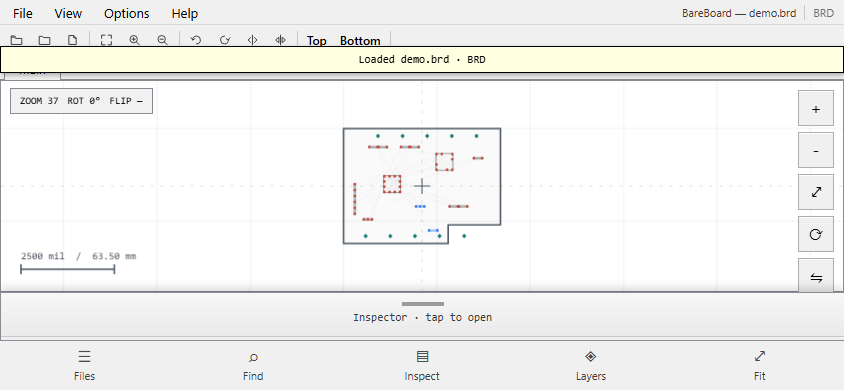 File View Options Help BareBoard — demo.brd BRD
Top Bottom
Loaded demo.brd · BRD
ZOOM 37 ROT 0° FLIP —
+
-
2500 mil / 63.50 mm
Inspector · tap to open
Files Find Inspect Layers Fit